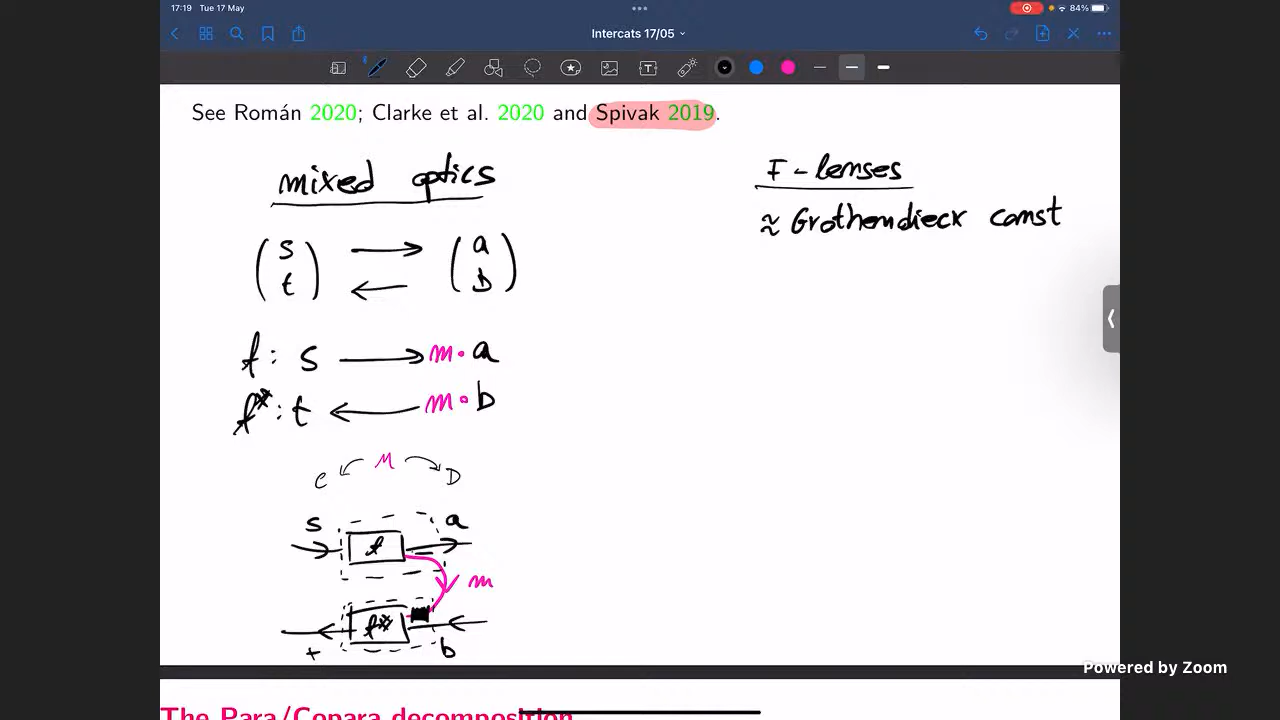 17:19 Tue 17 May
84%
Intercats 17/05
See Román 2020; Clarke et al. 2020 and Spivak 2019.
mixed optics
F - lenses
≈ Grothendieck const
( s ) → ( a )
( t ) ← ( b )
f : s → m • a
f* : t ← m • b
C M D
s f a
m
t f* b
Powered by Zoom
The Para/Copara decomposition